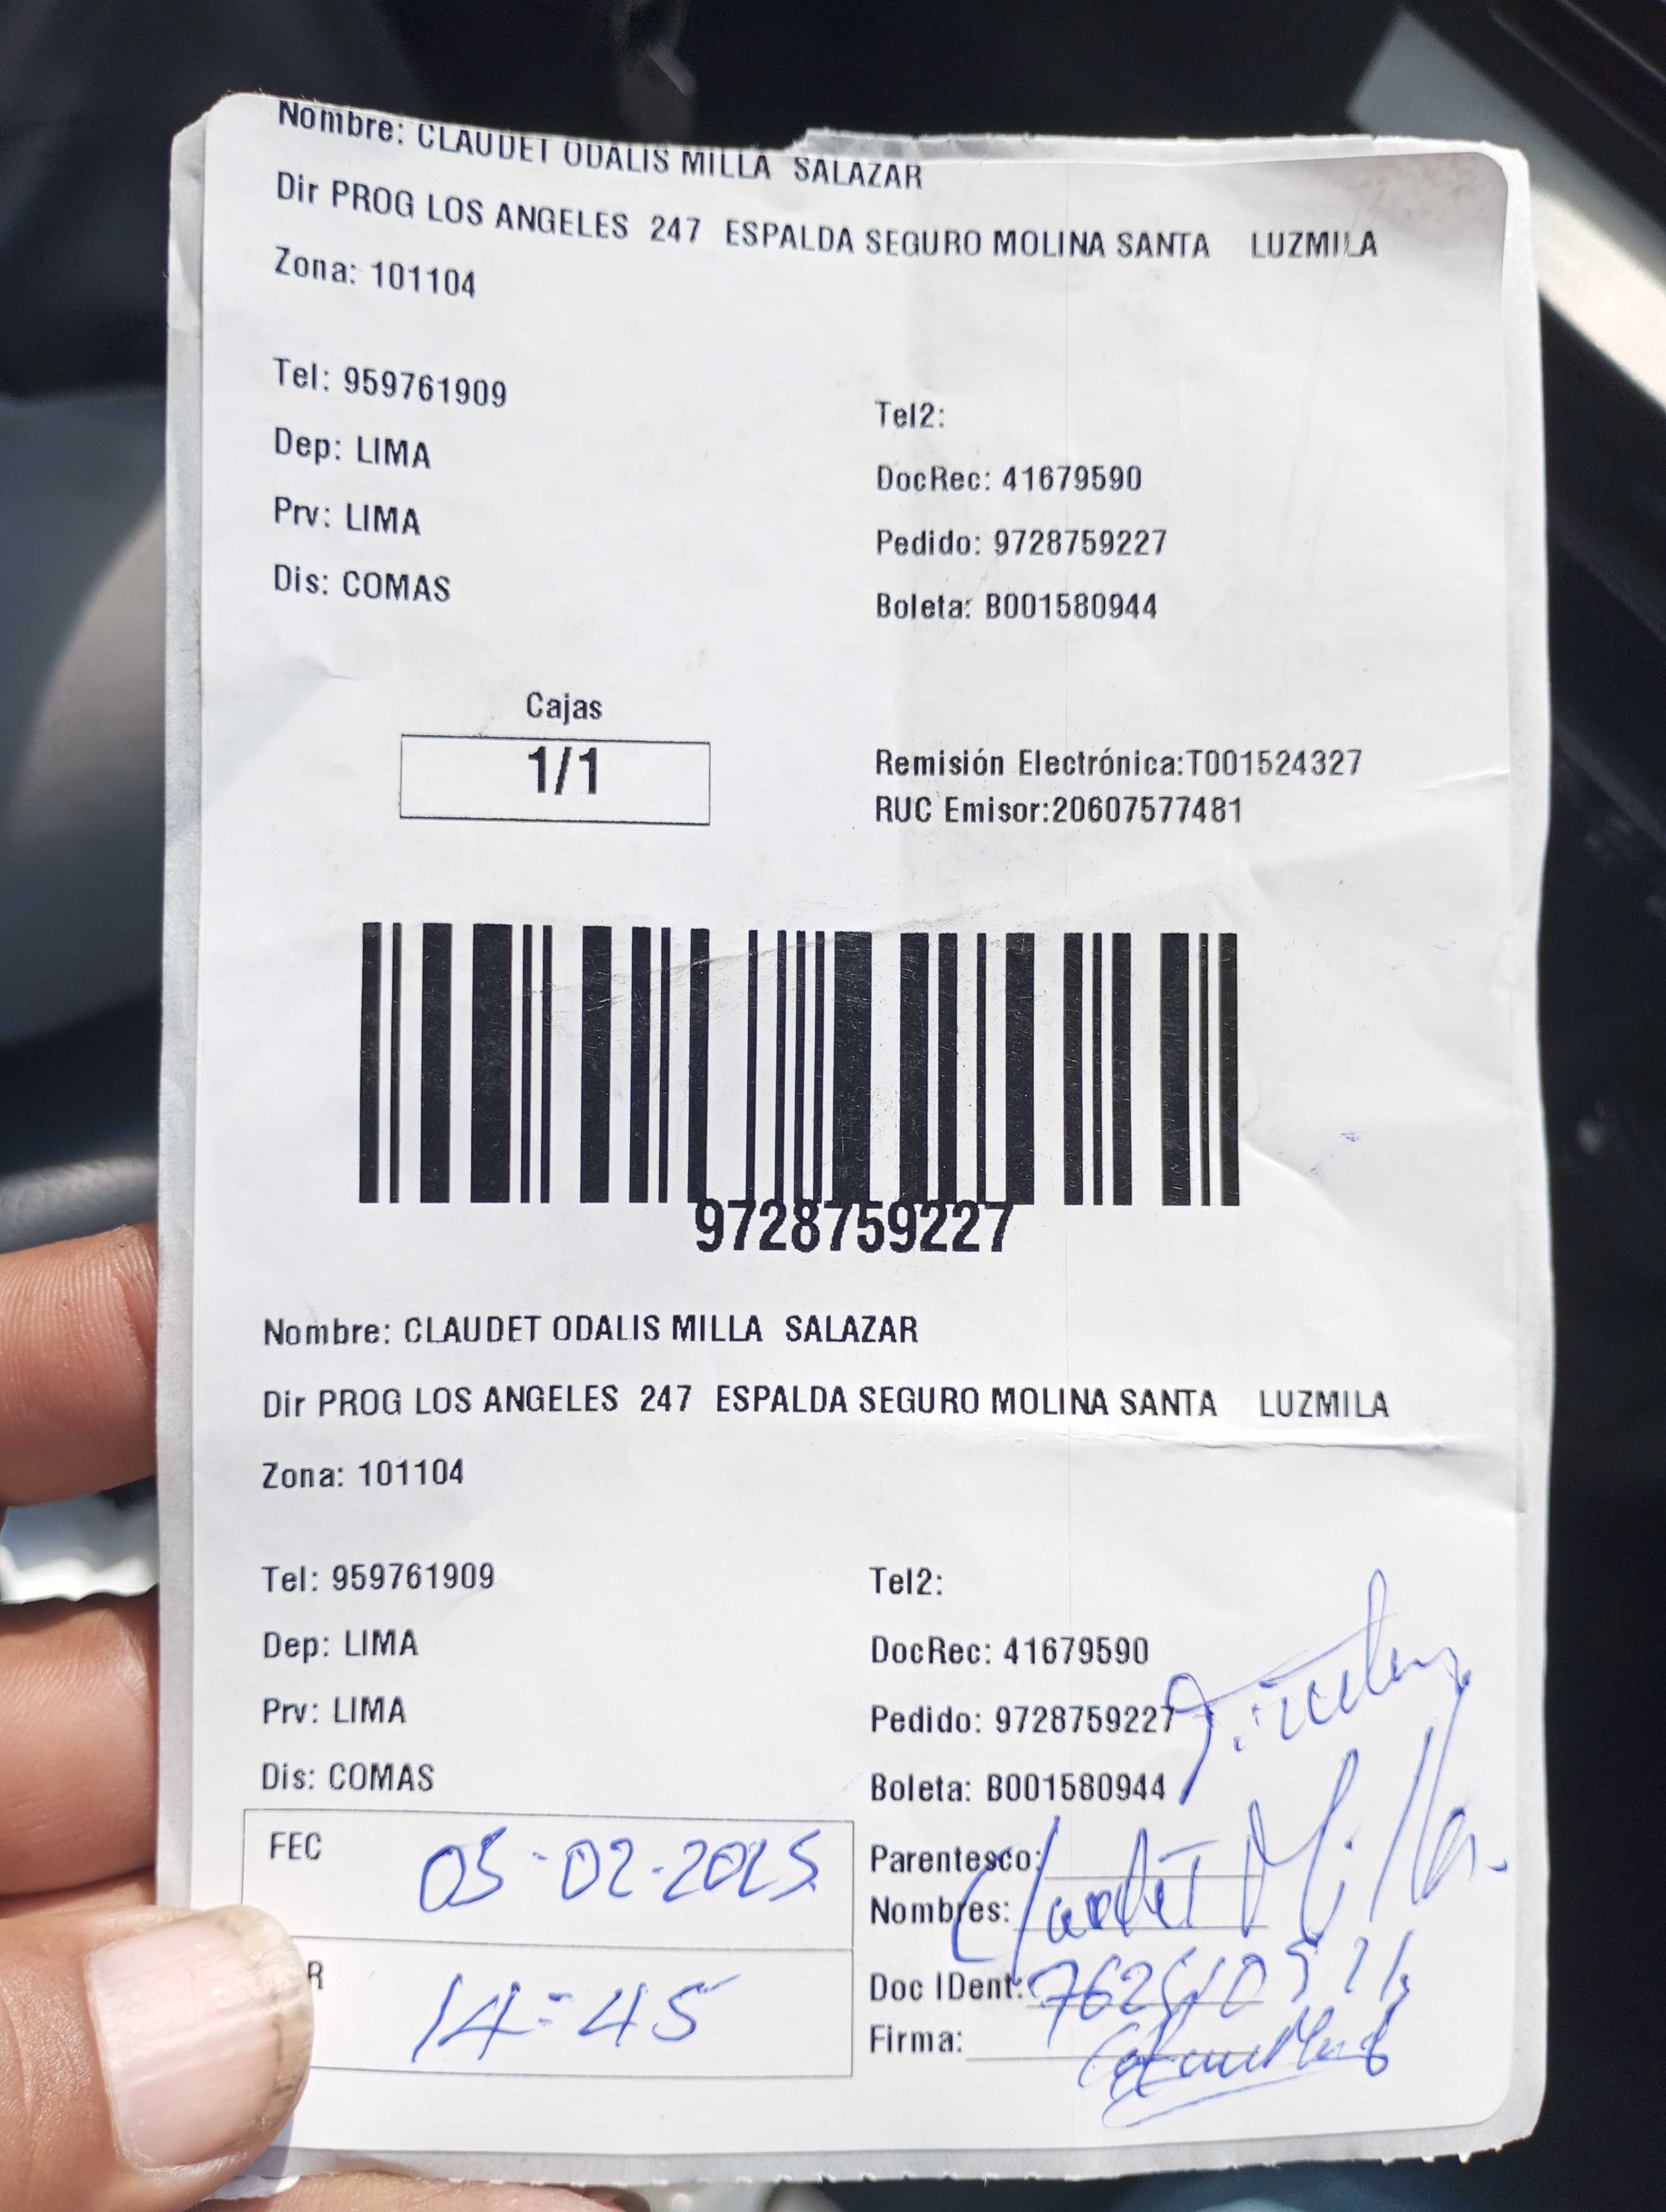 Nombre: CLAUDET ODALIS MILLA SALAZAR
Dir PROG LOS ANGELES 247 ESPALDA SEGURO MOLINA SANTA LUZMILA
Zona: 101104
Tel: 959761909
Tel2:
Dep: LIMA
DocRec: 41679590
Prv: LIMA
Pedido: 9728759227
Dis: COMAS
Boleta: B001580944
Cajas
1/1
Remisión Electrónica:T001524327
RUC Emisor:20607577481
9728759227
Nombre: CLAUDET ODALIS MILLA SALAZAR
Dir PROG LOS ANGELES 247 ESPALDA SEGURO MOLINA SANTA LUZMILA
Zona: 101104
Tel: 959761909
Tel2:
Dep: LIMA
DocRec: 41679590
Prv: LIMA
Pedido: 9728759227
Dis: COMAS
Boleta: B001580944
FEC 05-02-2025
Parentesco:
Nombres: Claudet Milla
R 14:45
Doc IDent:
Firma: